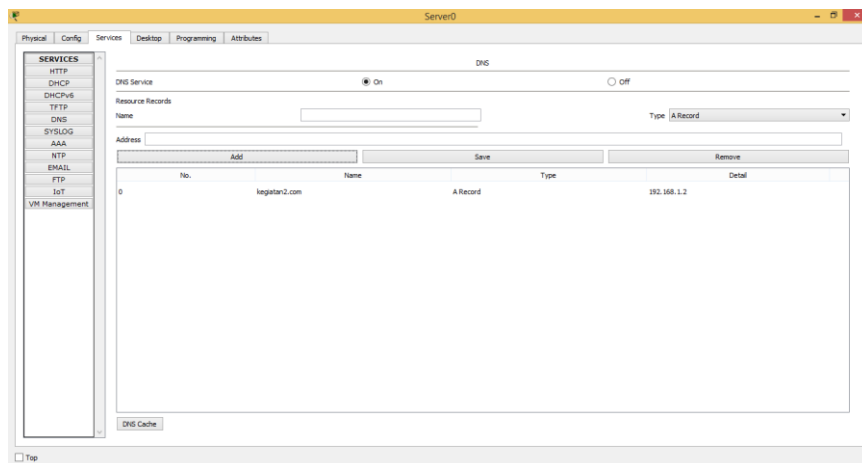 Server0
Physical Config Services Desktop Programming Attributes
SERVICES
HTTP
DHCP
DHCPv6
TFTP
DNS
SYSLOG
AAA
NTP
EMAIL
FTP
IoT
VM Management
DNS
DNS Service On Off
Resource Records
Name Type A Record
Address
Add Save Remove
No. Name Type Detail
0 kegiatan2.com A Record 192.168.1.2
DNS Cache
Top